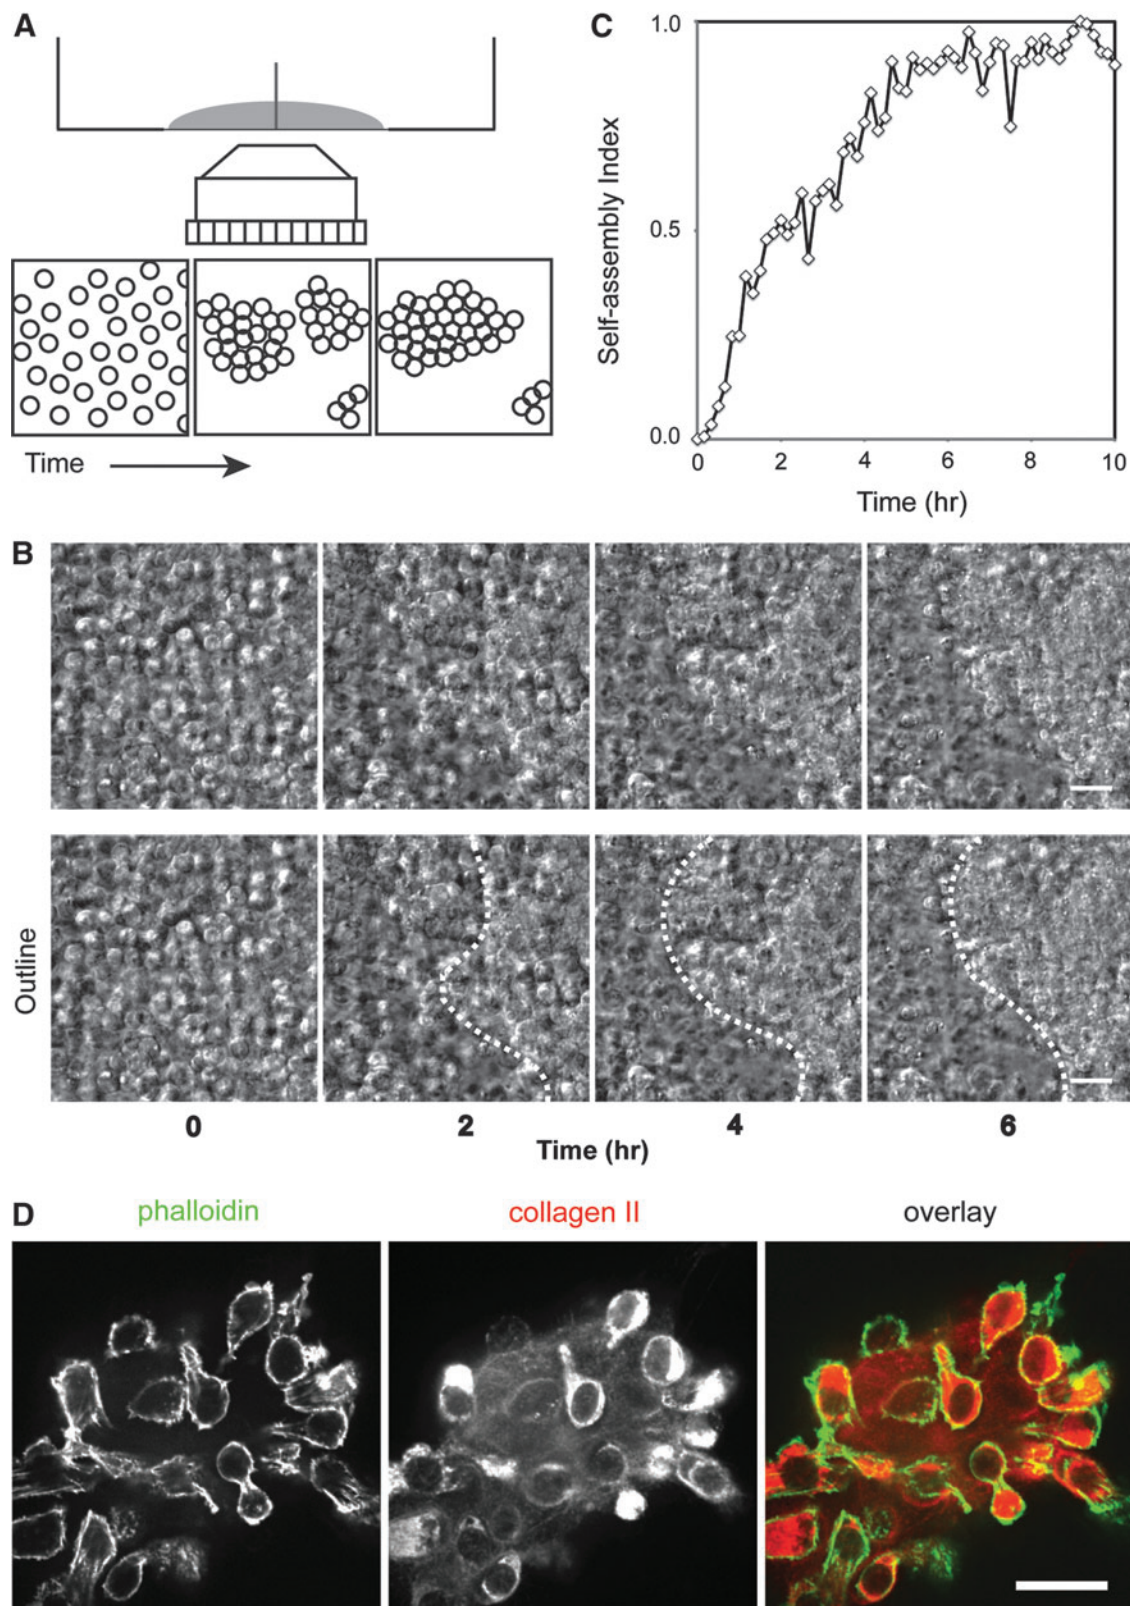 A
Time
C
1.0
0.5
0.0
Self-assembly Index
0
2
4
6
8
10
Time (hr)
B
Outline
0
2
4
6
Time (hr)
D
phalloidin
collagen II
overlay